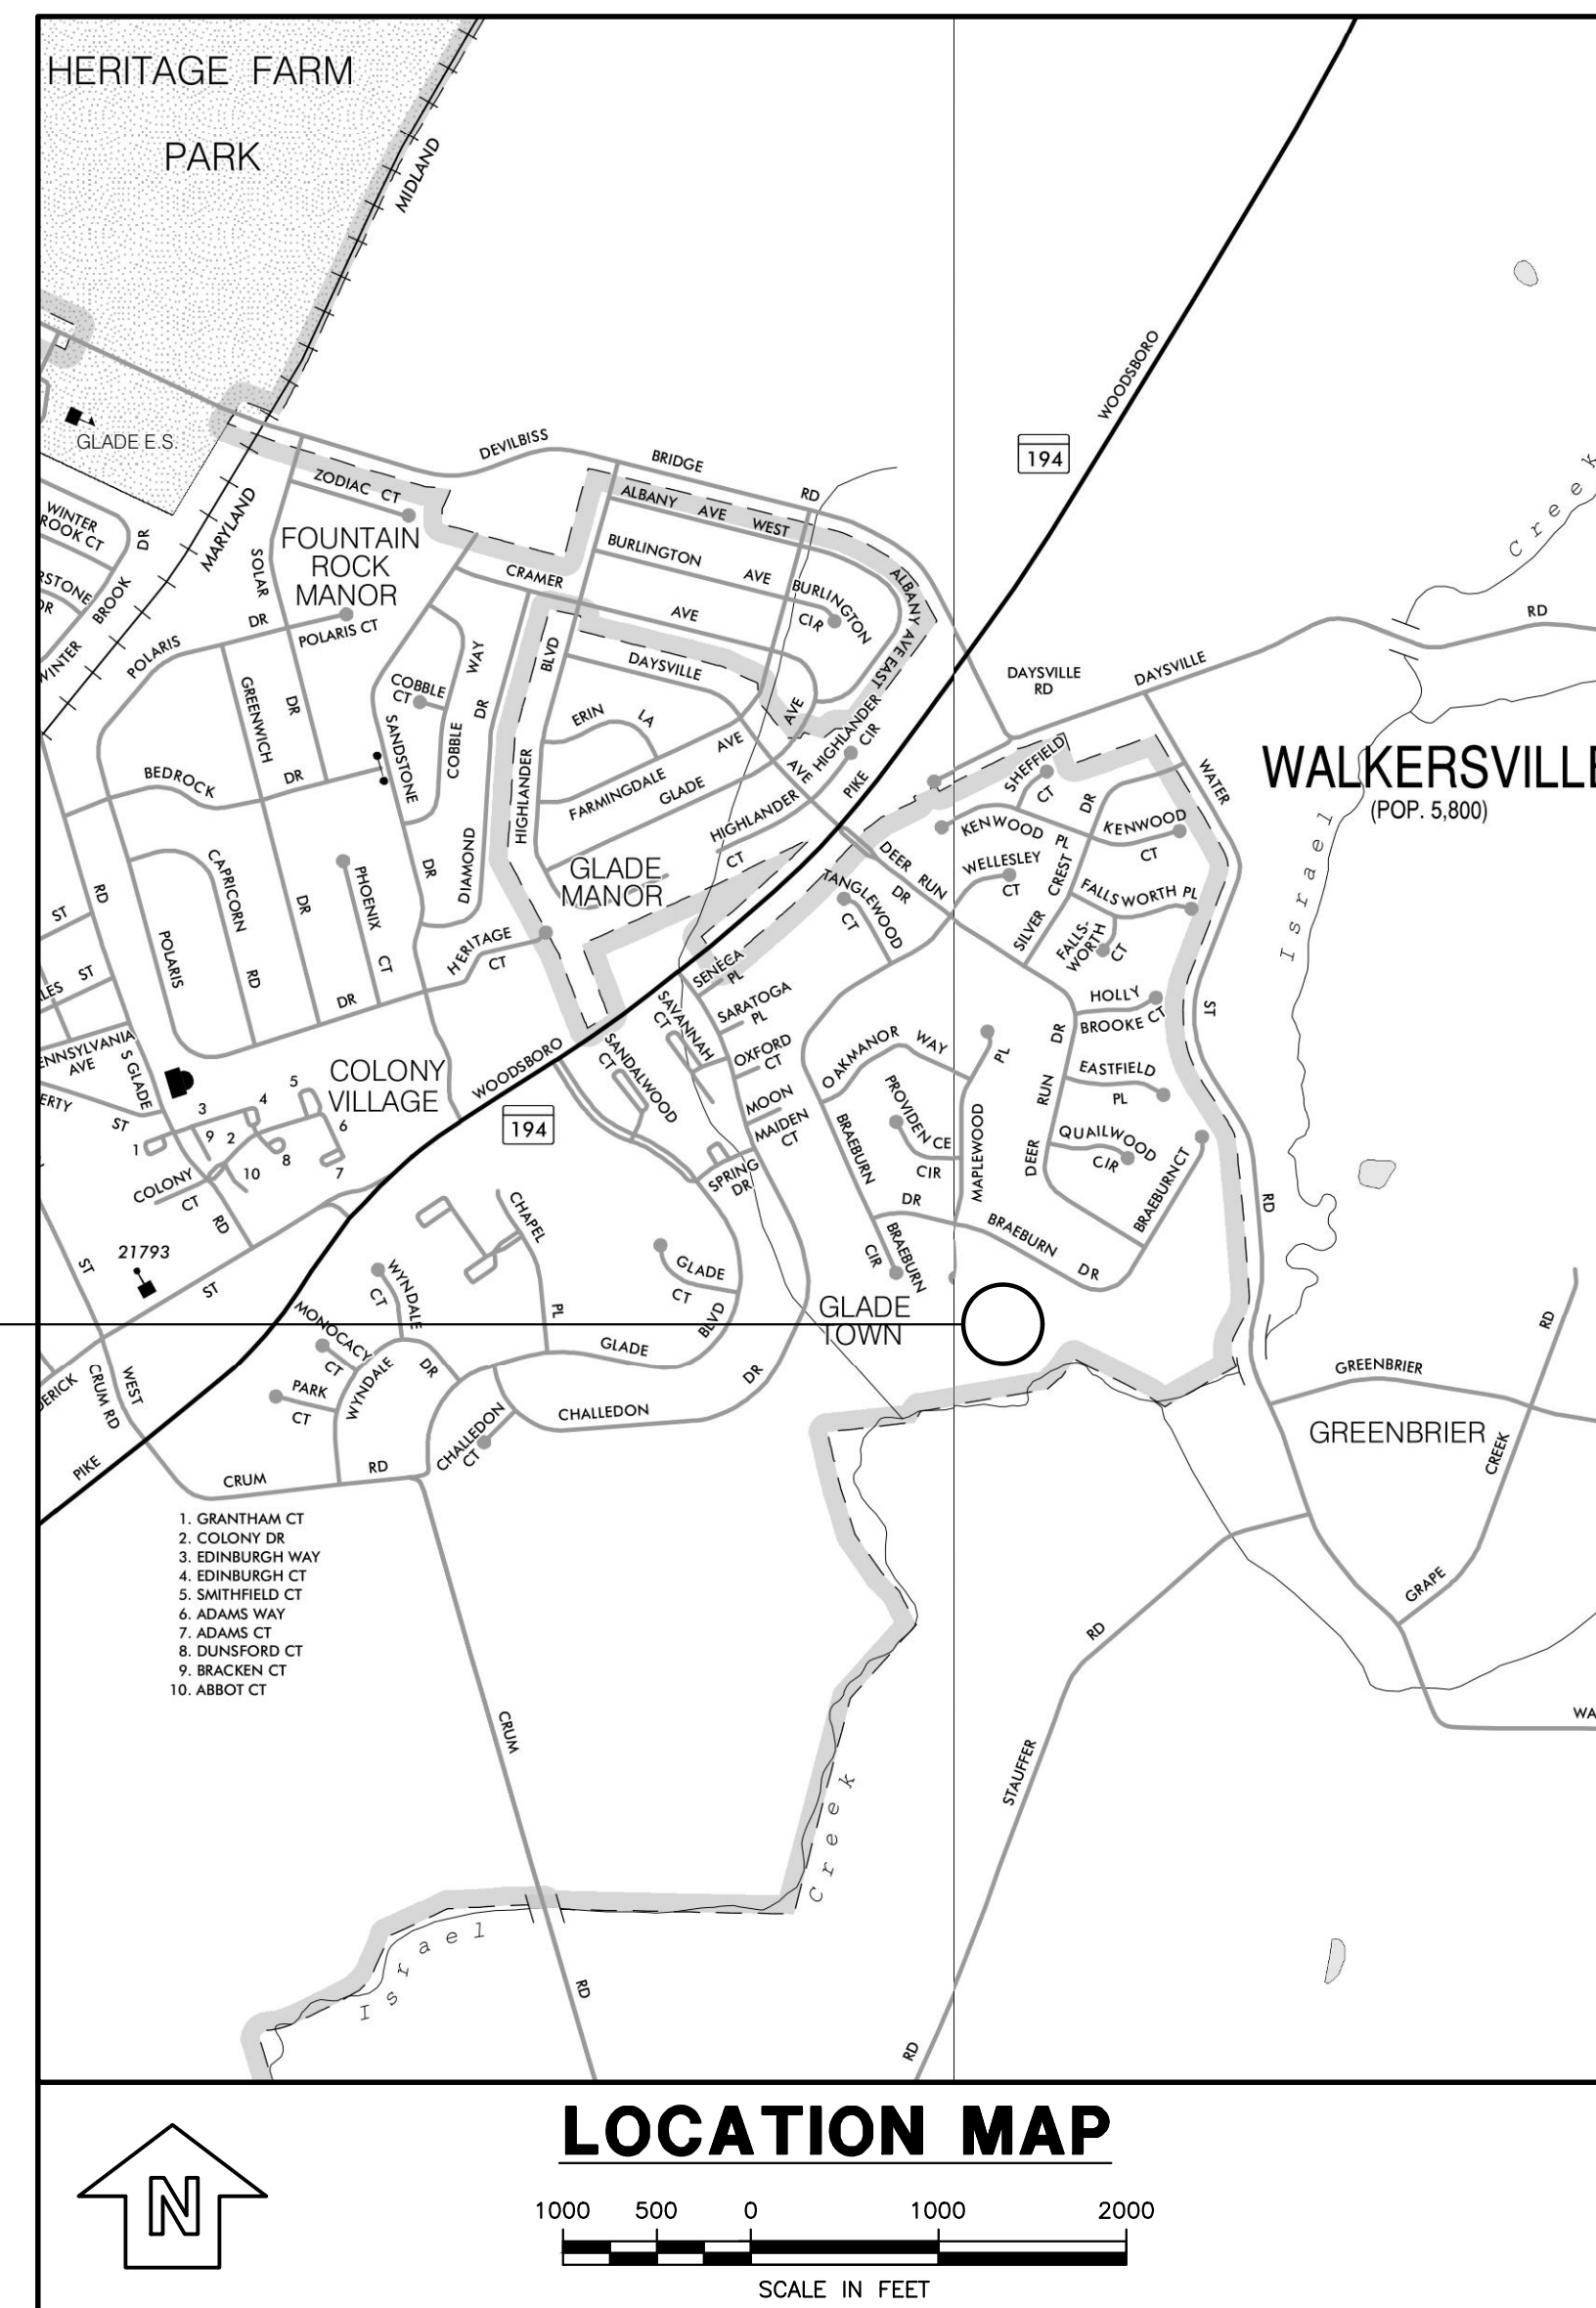 HERITAGE FARM
PARK
MIDLAND
GLADE E.S.
DEVILBISS
BRIDGE
RD
194
WOODSBORO
Creek
ZODIAC CT
ALBANY AVE WEST
WINTER
DR
MARYLAND
FOUNTAIN
ROCK
MANOR
SOLAR
DR
BURLINGTON AVE
BURLINGTON
CIR
ALBANY AVE EAST
CRAMER
AVE
BROOK
WINTER
POLARIS
DR
POLARIS CT
WAY
BLVD
DAYSVILLE
DAYSVILLE
RD
DAYSVILLE
RD
COBBLE
CT
GREENWICH
DR
SANDSTONE
COBBLE
DR
ERIN LA
AVE
AVE
AVE
HIGHLANDER
CIR
PIKE
SHEFFIELD
CT
WATER
WALKERSVILLE
(POP. 5,800)
BEDROCK
DR
HIGHLANDER
FARMINGDALE
GLADE
HIGHLANDER
CT
KENWOOD PL
DR
KENWOOD
CT
Israel
CAPRICORN
RD
DR
PHOENIX
CT
DR
DIAMOND
GLADE
MANOR
DEER RUN
DR
WELLESLEY
CT
CREST
SILVER
FALLSWORTH PL
FALLS-
WORTH
CT
TANGLEWOOD
CT
RD
ST
ST
POLARIS
DR
HERITAGE
CT
SENECA
PL
SARATOGA
PL
SAVANNAH
CT
OXFORD
CT
HOLLY
BROOKE CT
ST
AVE
S GLADE
ST
COLONY
VILLAGE
WOODSBORO
194
SANDALWOOD
CT
MOON
MAIDEN
CT
OAKMANOR WAY
PL
DR
EASTFIELD
PL
PROVIDENCE
CIR
MAPLEWOOD
RUN
DEER
QUAILWOOD
CIR
BRAEBURN CT
1
3
9
2
4
5
6
7
8
10
COLONY
CT
RD
SPRING
DR
BRAEBURN
DR
BRAEBURN
CIR
BRAEBURN
DR
RD
21793
ST
ST
CHAPEL
PL
GLADE
CT
BLVD
WYNDALE
CT
MONOCACY
CT
GLADE
TOWN
RD
CRUM RD
WEST
PARK
CT
WYNDALE
DR
GLADE
DR
CHALLEDON
CHALLEDON
CT
GREENBRIER
GREENBRIER
CREEK
PIKE
CRUM
RD
GRAPE
1. GRANTHAM CT
2. COLONY DR
3. EDINBURGH WAY
4. EDINBURGH CT
5. SMITHFIELD CT
6. ADAMS WAY
7. ADAMS CT
8. DUNSFORD CT
9. BRACKEN CT
10. ABBOT CT
CRUM
RD
STAUFFER
RD
RD
Israel
Creek
LOCATION MAP
N
1000 500 0 1000 2000
SCALE IN FEET